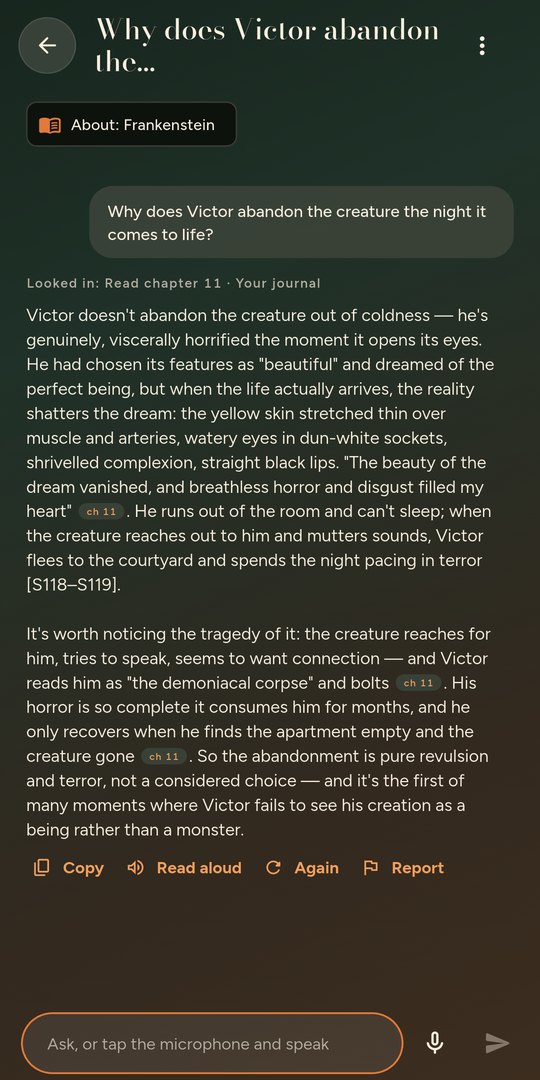 Why does Victor abandon
the...
About: Frankenstein
Why does Victor abandon the creature the night it
comes to life?
Looked in: Read chapter 11 · Your journal
Victor doesn't abandon the creature out of coldness — he's
genuinely, viscerally horrified the moment it opens its eyes.
He had chosen its features as "beautiful" and dreamed of the
perfect being, but when the life actually arrives, the reality
shatters the dream: the yellow skin stretched thin over
muscle and arteries, watery eyes in dun-white sockets,
shrivelled complexion, straight black lips. "The beauty of the
dream vanished, and breathless horror and disgust filled my
heart" ch 11 . He runs out of the room and can't sleep; when
the creature reaches out to him and mutters sounds, Victor
flees to the courtyard and spends the night pacing in terror
[S118–S119].
It's worth noticing the tragedy of it: the creature reaches for
him, tries to speak, seems to want connection — and Victor
reads him as "the demoniacal corpse" and bolts ch 11 . His
horror is so complete it consumes him for months, and he
only recovers when he finds the apartment empty and the
creature gone ch 11 . So the abandonment is pure revulsion
and terror, not a considered choice — and it's the first of
many moments where Victor fails to see his creation as a
being rather than a monster.
Copy Read aloud Again Report
Ask, or tap the microphone and speak